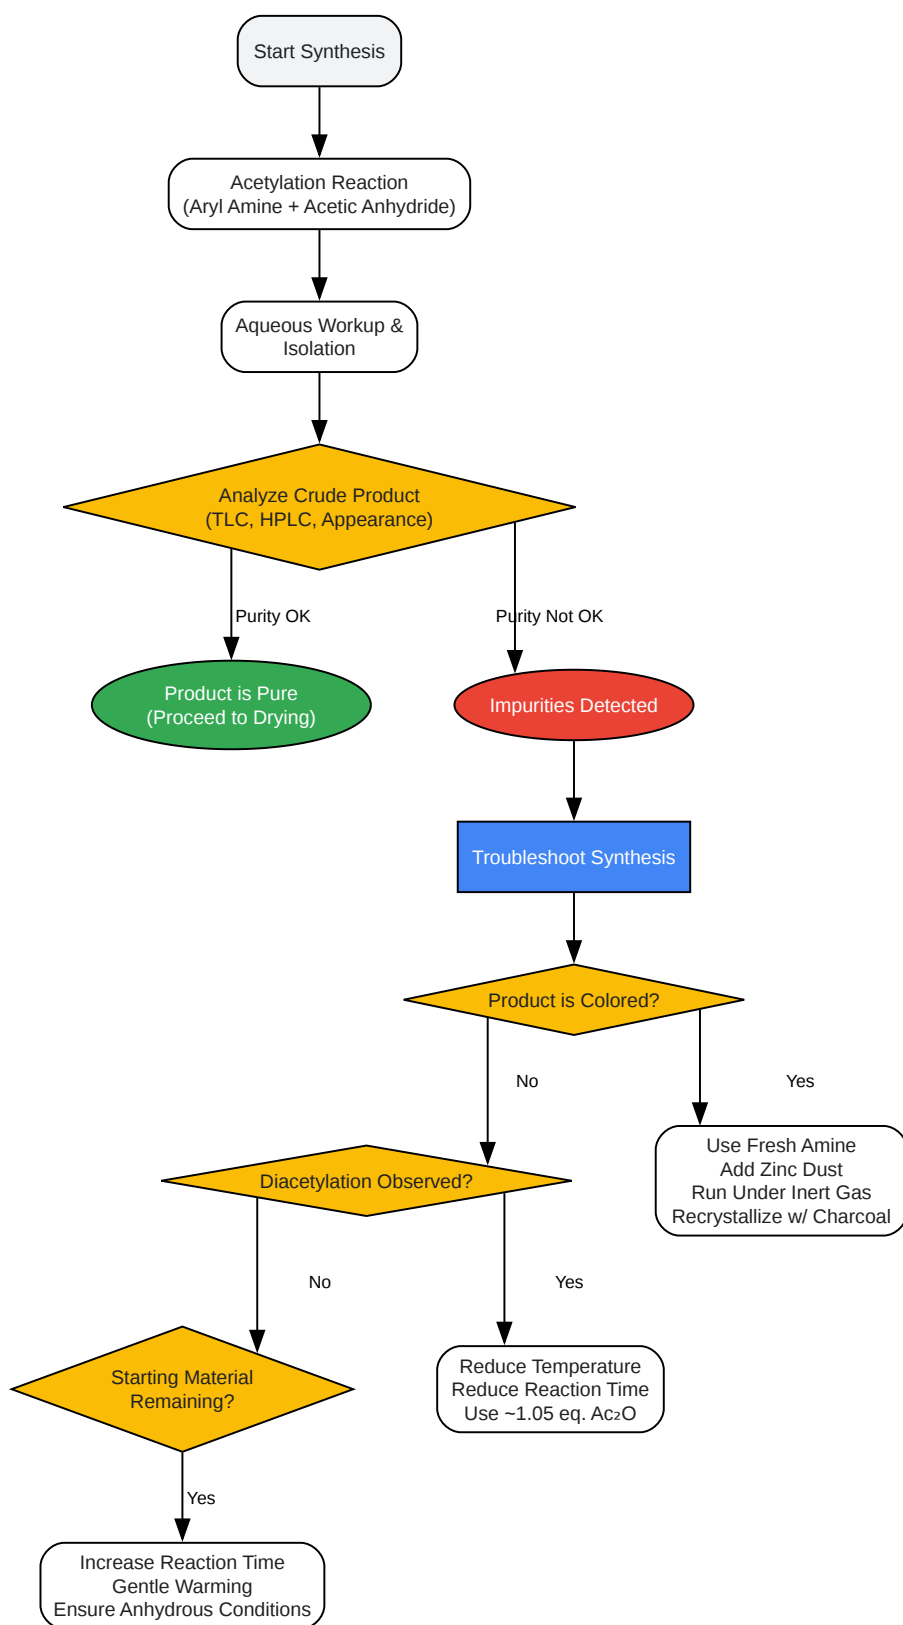 Start Synthesis
Acetylation Reaction
(Aryl Amine + Acetic Anhydride)
Aqueous Workup &
Isolation
Analyze Crude Product
(TLC, HPLC, Appearance)
Purity OK
Purity Not OK
Product is Pure
(Proceed to Drying)
Impurities Detected
Troubleshoot Synthesis
Product is Colored?
No
Yes
Use Fresh Amine
Add Zinc Dust
Run Under Inert Gas
Recrystallize w/ Charcoal
Diacetylation Observed?
No
Yes
Starting Material
Remaining?
Reduce Temperature
Reduce Reaction Time
Use ~1.05 eq. Ac₂O
Yes
Increase Reaction Time
Gentle Warming
Ensure Anhydrous Conditions